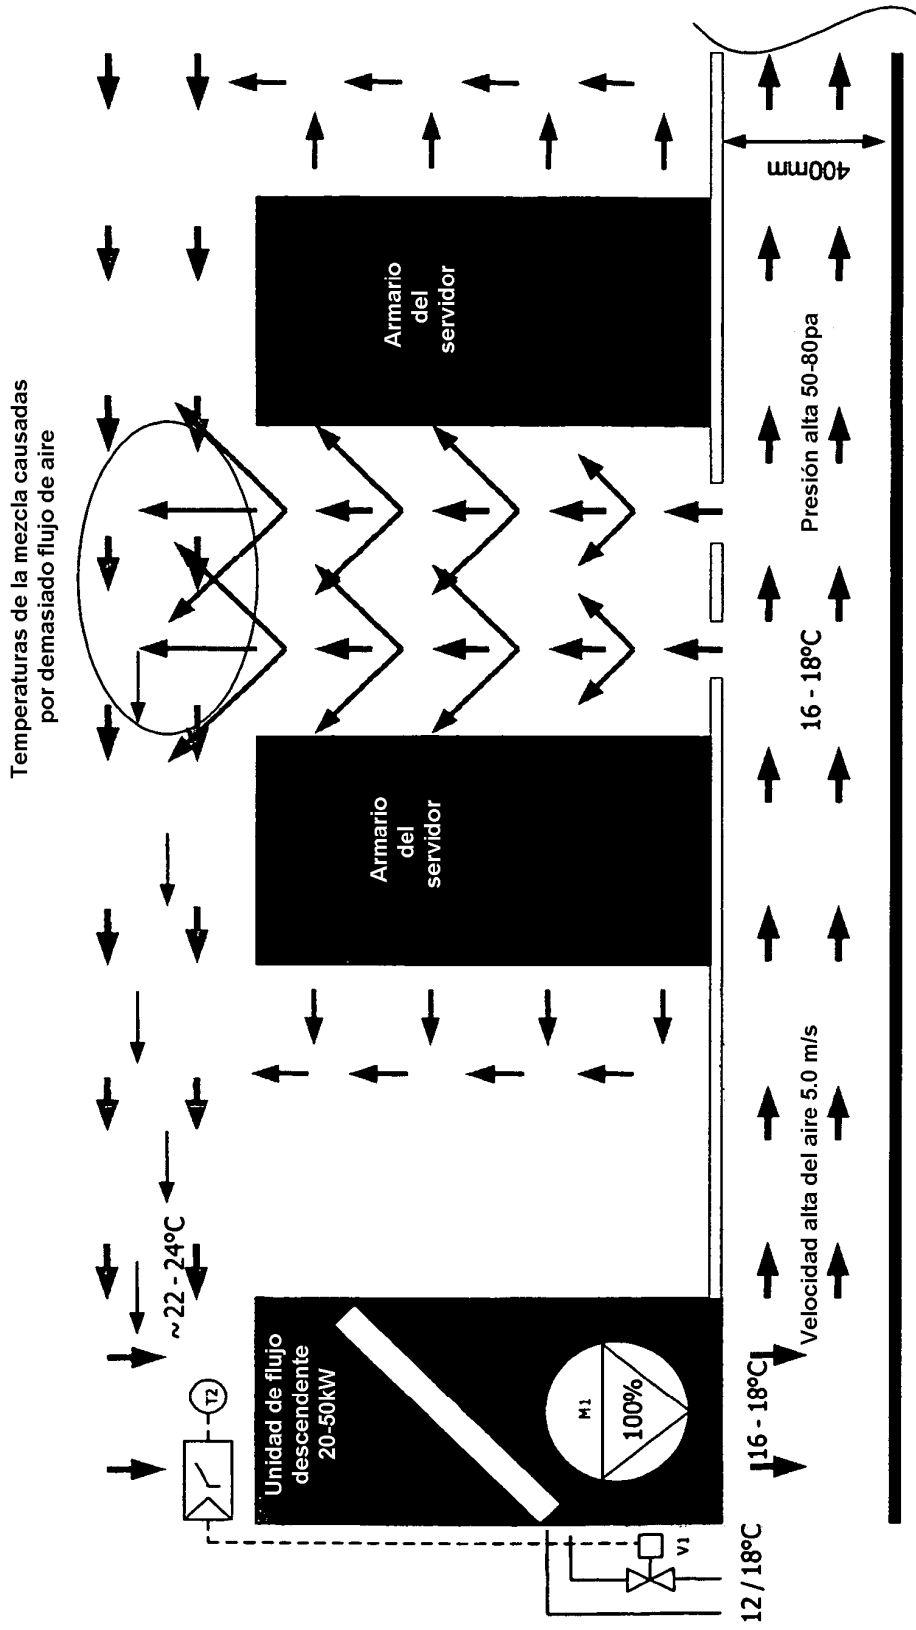 Temperaturas de la mezcla causadas
por demasiado flujo de aire
~22-24ºC
T2
Unidad de flujo
descendente
20-50kW
M1
100%
V1
12/18ºC
16-18ºC
Armario
del
servidor
Armario
del
servidor
Velocidad alta del aire 5.0 m/s
16-18ºC
Presión alta 50-80pa
400mm